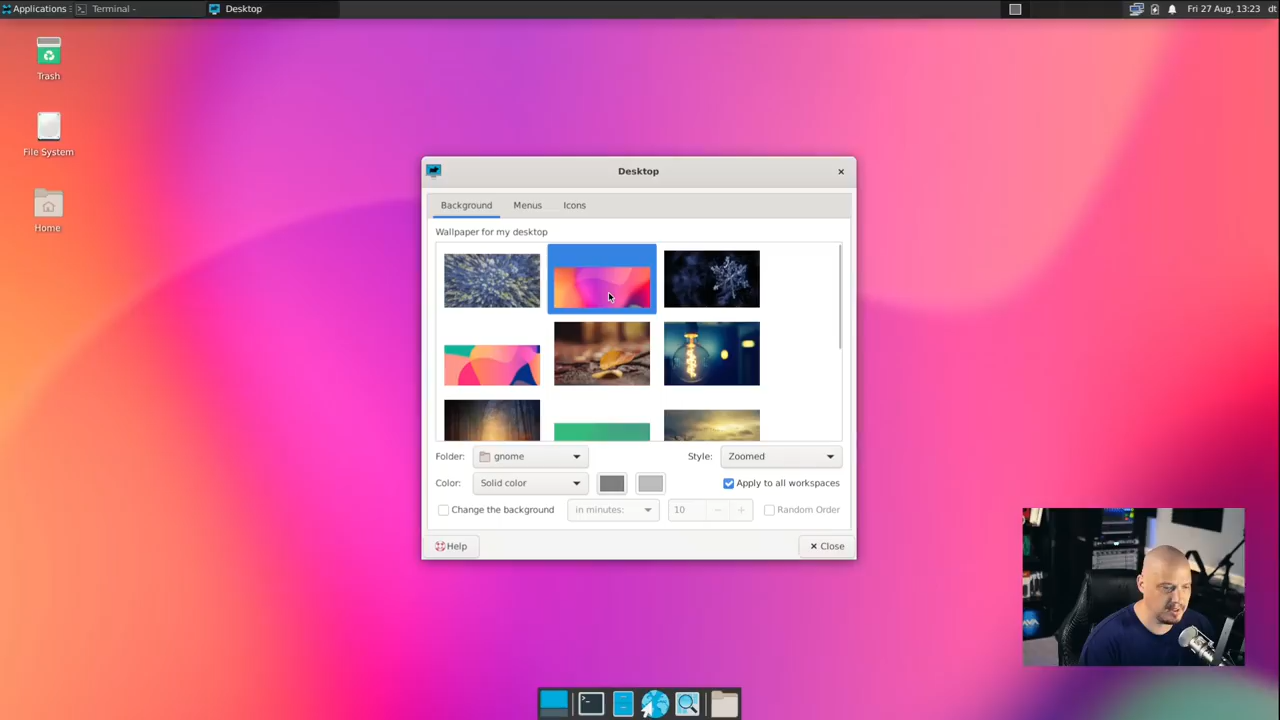 Applications
Terminal -
Desktop
Fri 27 Aug, 13:23
dt
Trash
File System
Home
Desktop
Background
Menus
Icons
Wallpaper for my desktop
Folder:
gnome
Style:
Zoomed
Color:
Solid color
Apply to all workspaces
Change the background
in minutes:
10
Random Order
Help
Close